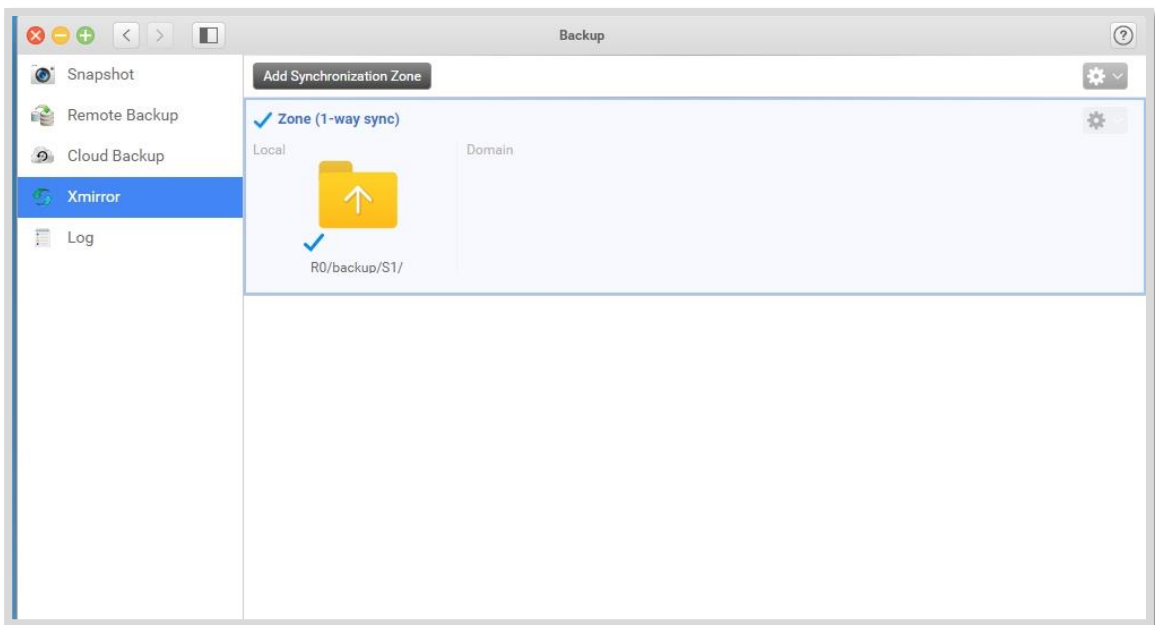 Backup
Snapshot
Remote Backup
Cloud Backup
Xmirror
Log
Add Synchronization Zone
Zone (1-way sync)
Local
Domain
R0/backup/S1/